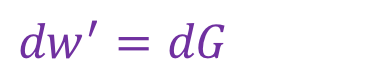 dw′ = dG